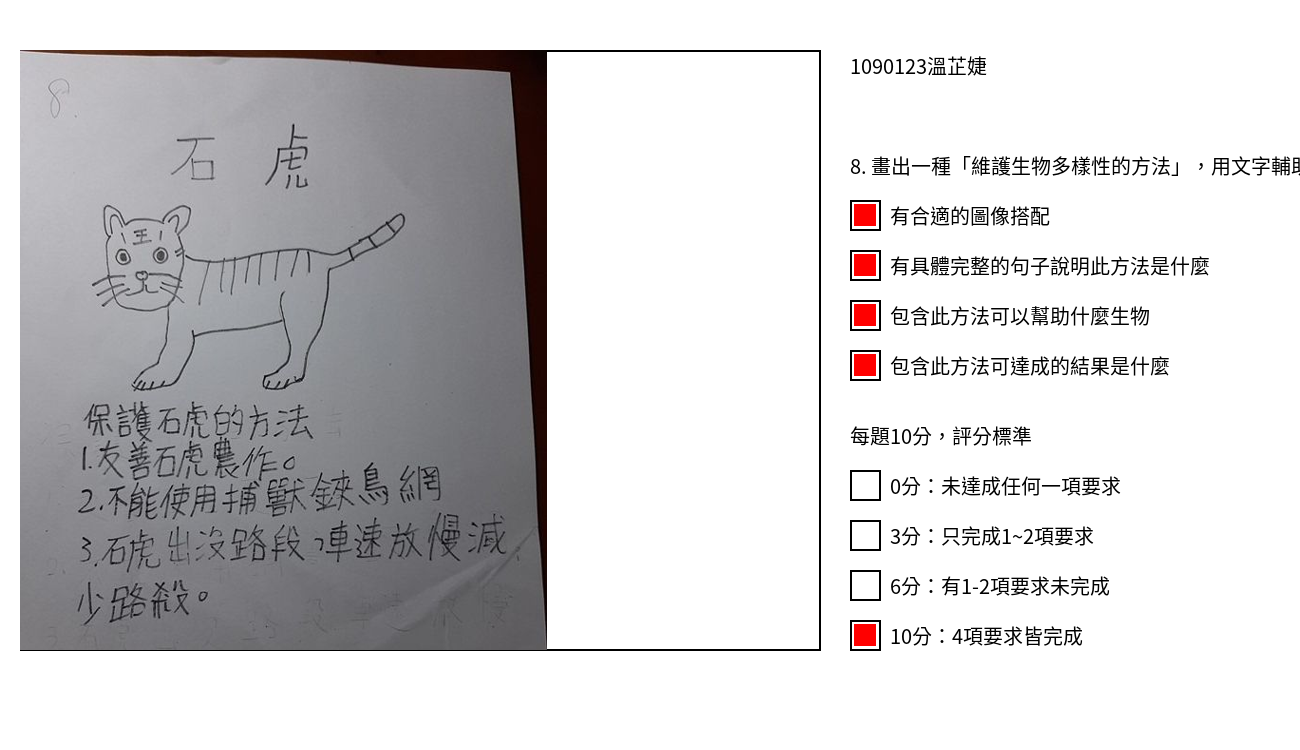 8.
石虎
王
保護石虎的方法
1.友善石虎農作。
2.不能使用捕獸鋏鳥網
3.石虎出沒路段,車速放慢減
少路殺。
1090123溫芷婕
8. 畫出一種「維護生物多樣性的方法」，用文字輔助
有合適的圖像搭配
有具體完整的句子說明此方法是什麼
包含此方法可以幫助什麼生物
包含此方法可達成的結果是什麼
每題10分，評分標準
0分：未達成任何一項要求
3分：只完成1~2項要求
6分：有1-2項要求未完成
10分：4項要求皆完成